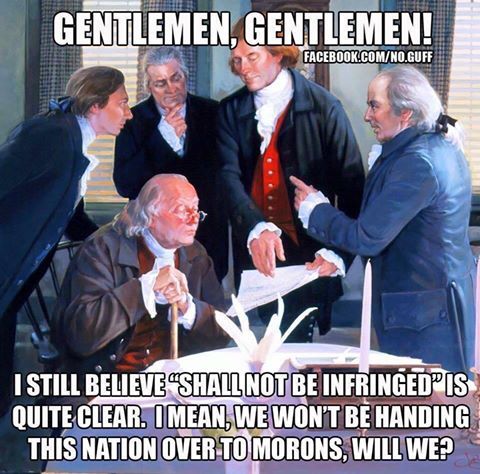 GENTLEMEN, GENTLEMEN!
FACEBOOK.COM/NO.GUFF
I STILL BELIEVE “SHALL NOT BE INFRINGED” IS
QUITE CLEAR. I MEAN, WE WON'T BE HANDING
THIS NATION OVER TO MORONS, WILL WE?